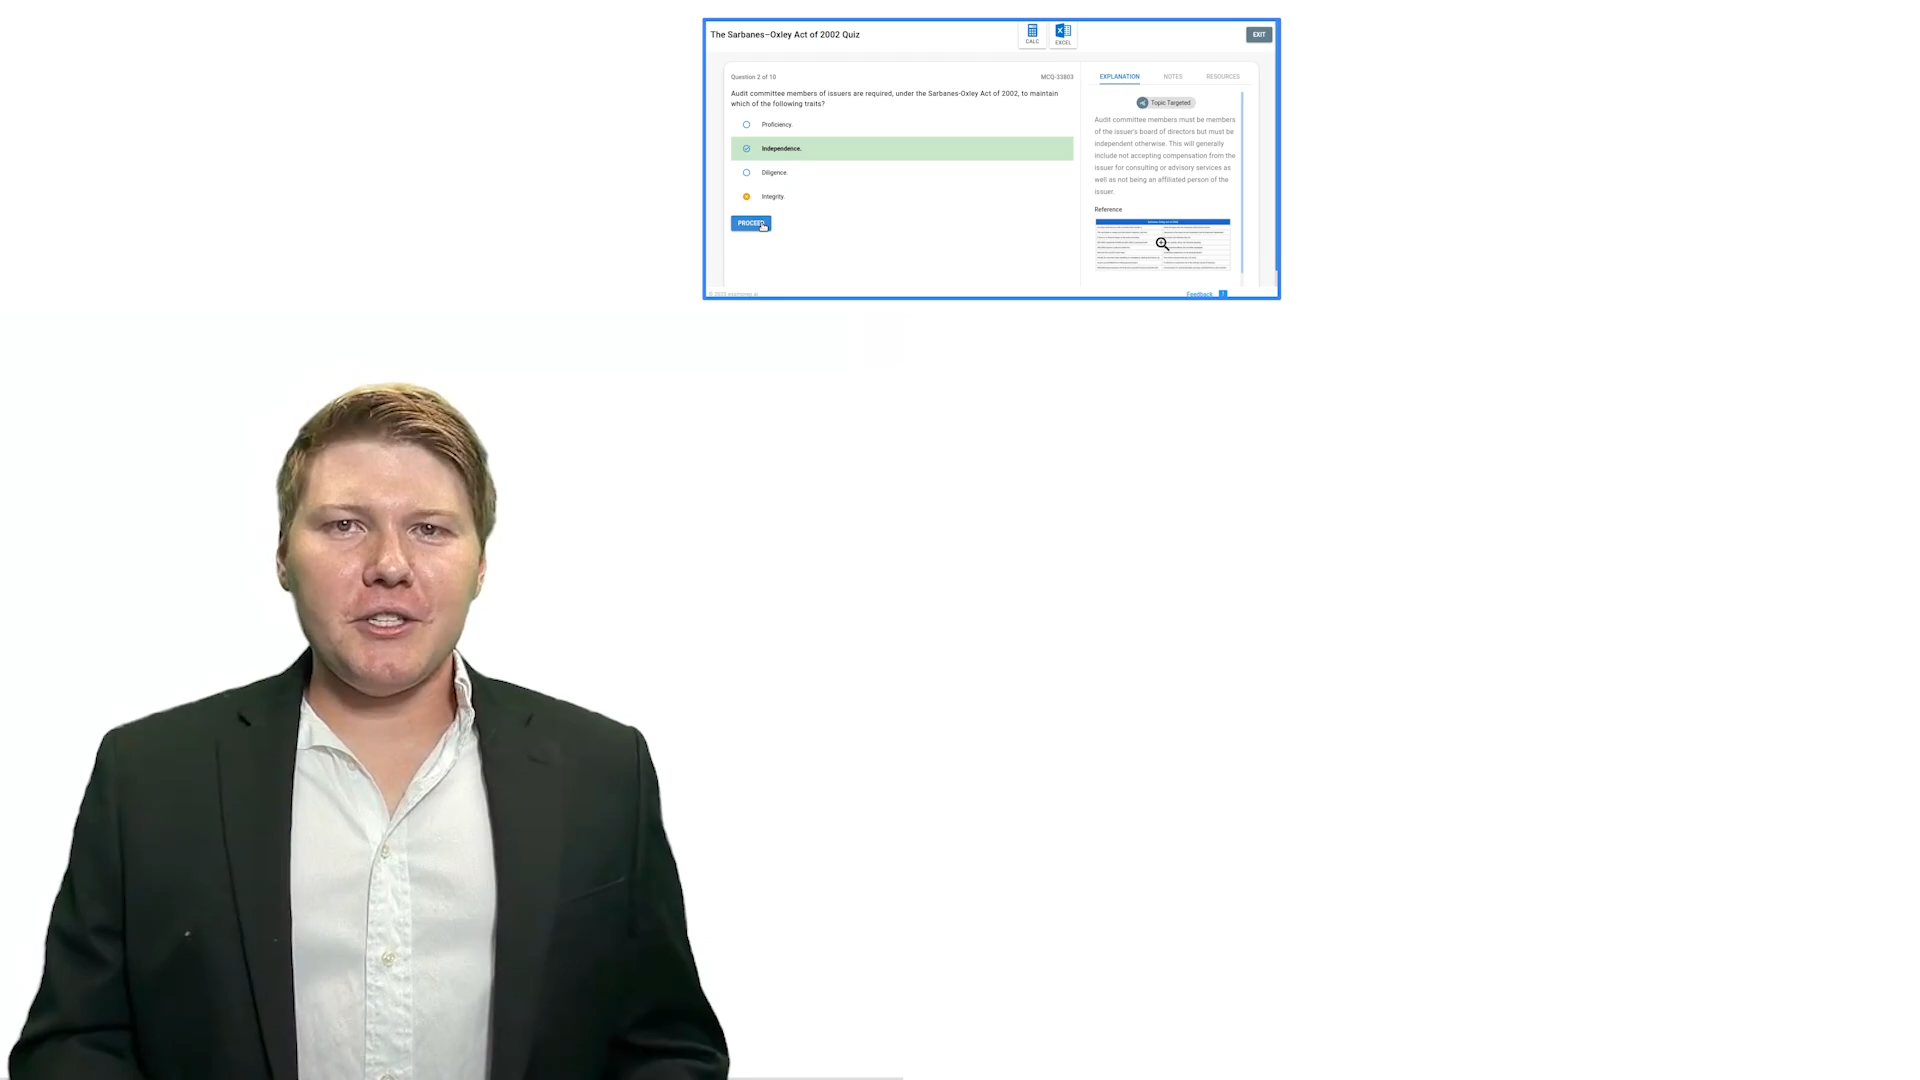 The Sarbanes–Oxley Act of 2002 Quiz
CALC
EXCEL
EXIT
Question 2 of 10
MCQ-33803
Audit committee members of issuers are required, under the Sarbanes-Oxley Act of 2002, to maintain
which of the following traits?
Proficiency.
Independence.
Diligence.
Integrity.
PROCEED
EXPLANATION
NOTES
RESOURCES
Topic Targeted
Audit committee members must be members
of the issuer's board of directors but must be
independent otherwise. This will generally
include not accepting compensation from the
issuer for consulting or advisory services as
well as not being an affiliated person of the
issuer.
Reference
Feedback